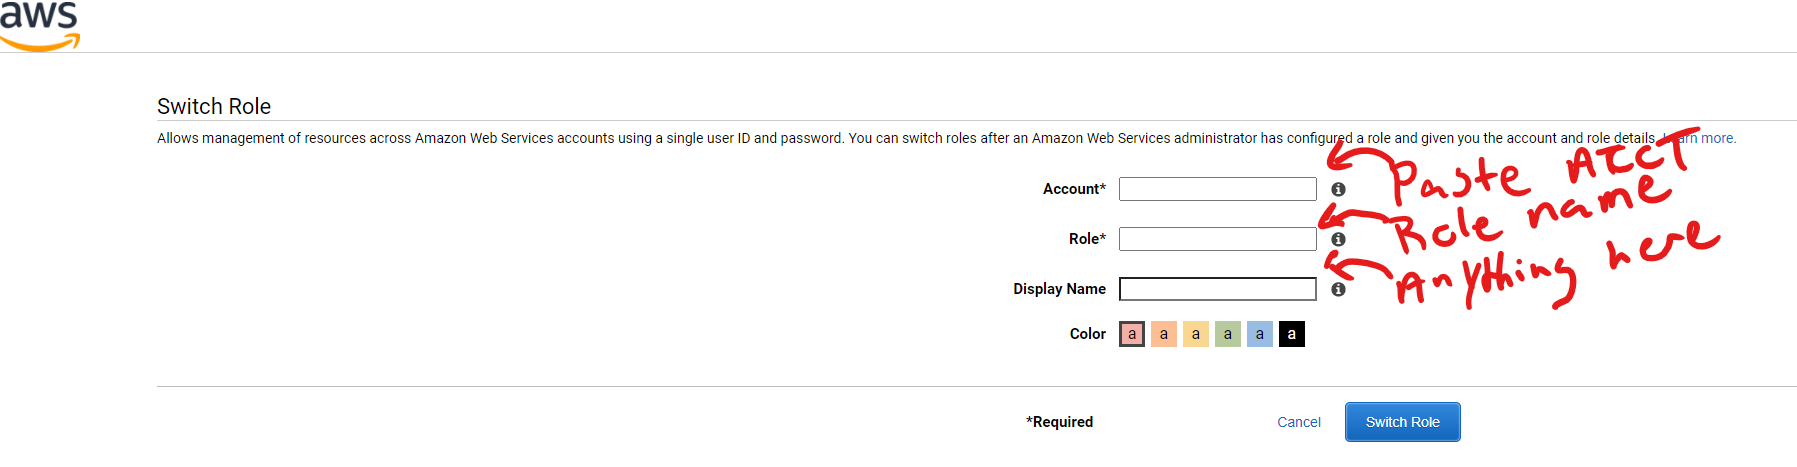 aws
Switch Role
Allows management of resources across Amazon Web Services accounts using a single user ID and password. You can switch roles after an Amazon Web Services administrator has configured a role and given you the account and role details. Learn more.
Account*
Paste ACCT
Role*
Role name
Display Name
Anything here
Color a a a a a a
*Required Cancel Switch Role